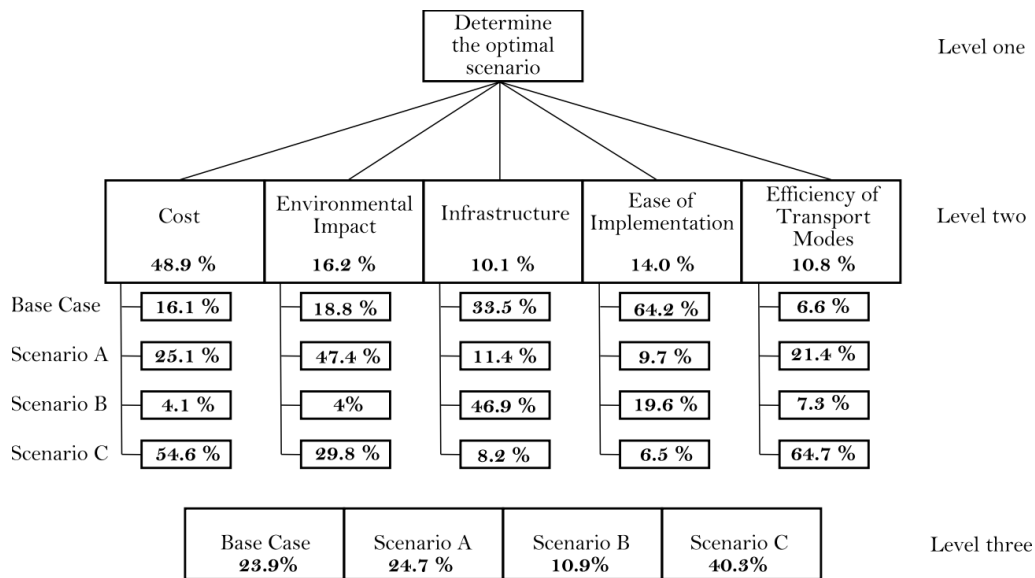 Determine
the optimal
scenario
Level one
Cost
48.9 %
Environmental
Impact
16.2 %
Infrastructure
10.1 %
Ease of
Implementation
14.0 %
Efficiency of
Transport
Modes
10.8 %
Level two
Base Case
16.1 %
18.8 %
33.5 %
64.2 %
6.6 %
Scenario A
25.1 %
47.4 %
11.4 %
9.7 %
21.4 %
Scenario B
4.1 %
4%
46.9 %
19.6 %
7.3 %
Scenario C
54.6 %
29.8 %
8.2 %
6.5 %
64.7 %
Base Case
23.9%
Scenario A
24.7 %
Scenario B
10.9%
Scenario C
40.3%
Level three